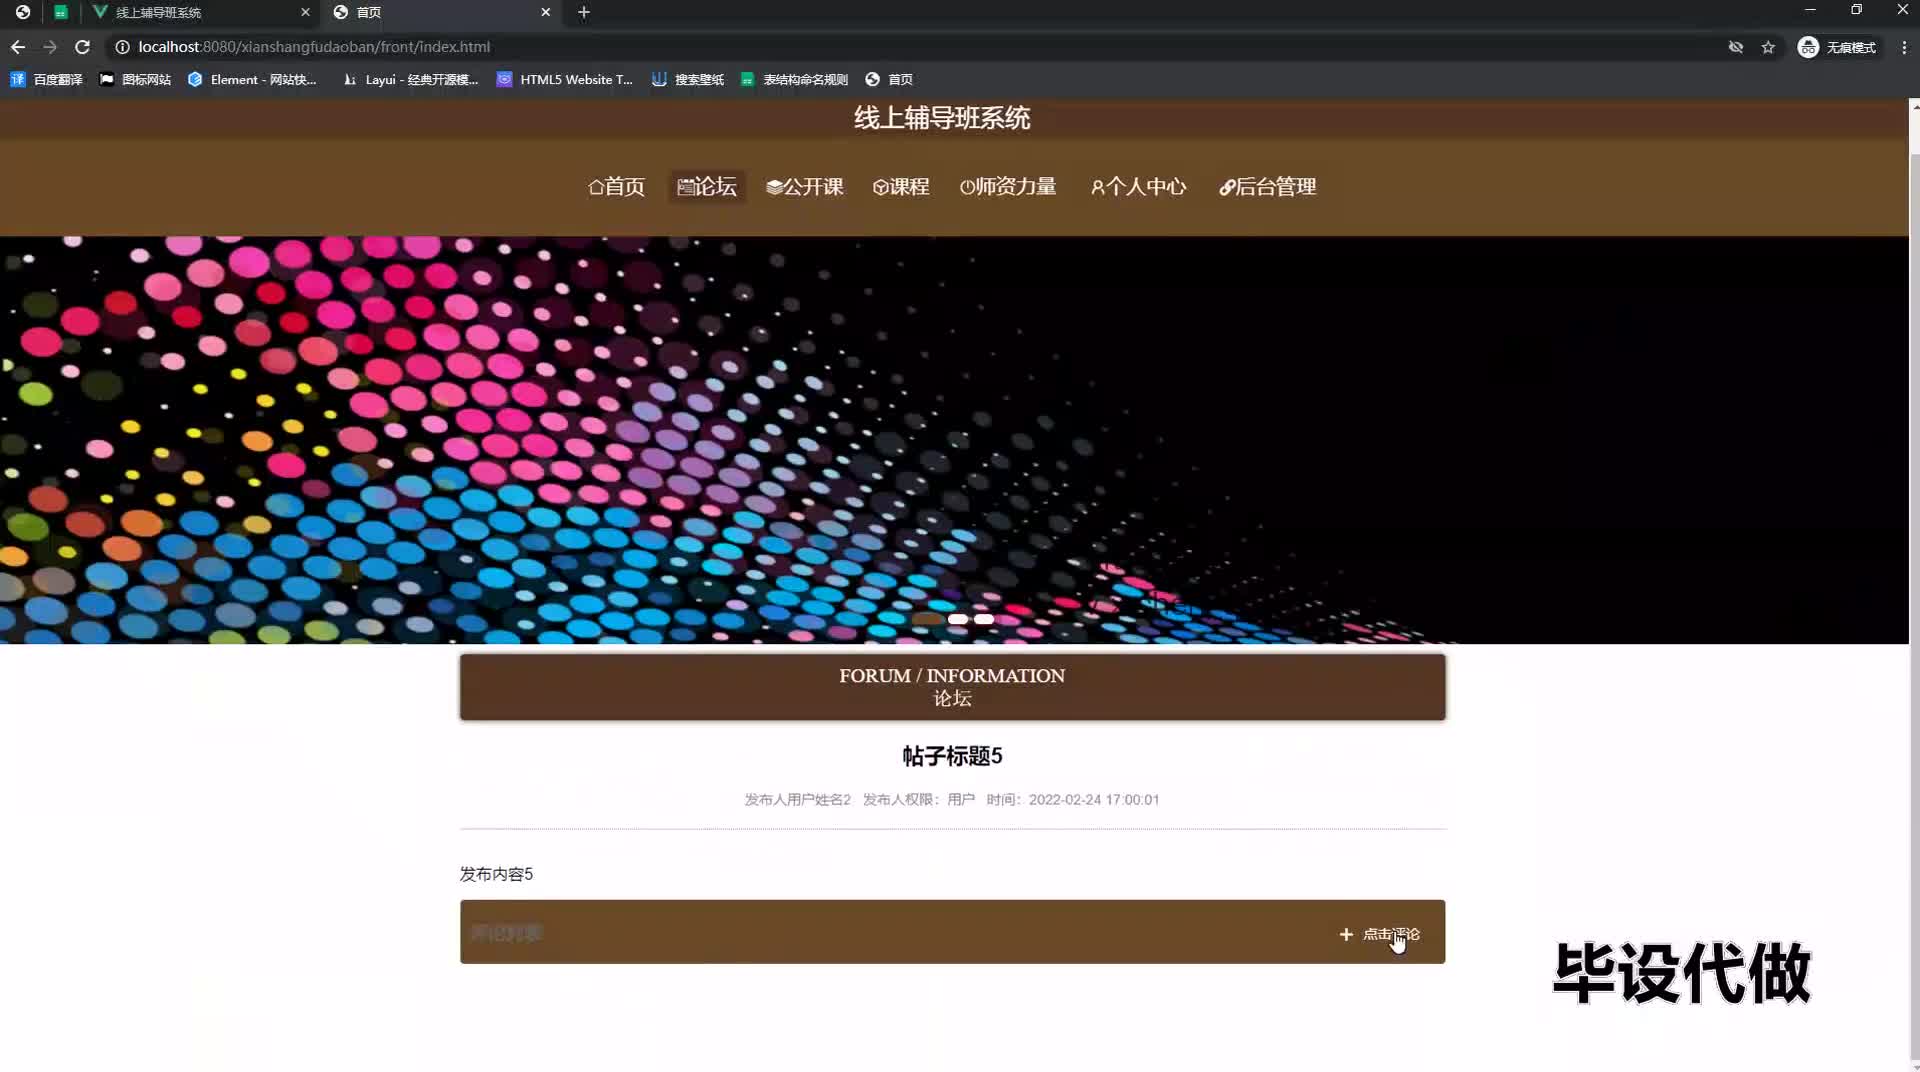 线上辅导班系统
首页
localhost:8080/xianshangfudaoban/front/index.html
无痕模式
百度翻译
图标网站
Element - 网站快...
Layui - 经典开源模...
HTML5 Website T...
搜索壁纸
表结构命名规则
首页
线上辅导班系统
首页
论坛
公开课
课程
师资力量
个人中心
后台管理
FORUM / INFORMATION
论坛
帖子标题5
发布人用户姓名2 发布人权限：用户 时间：2022-02-24 17:00:01
发布内容5
评论列表
点击评论
毕设代做